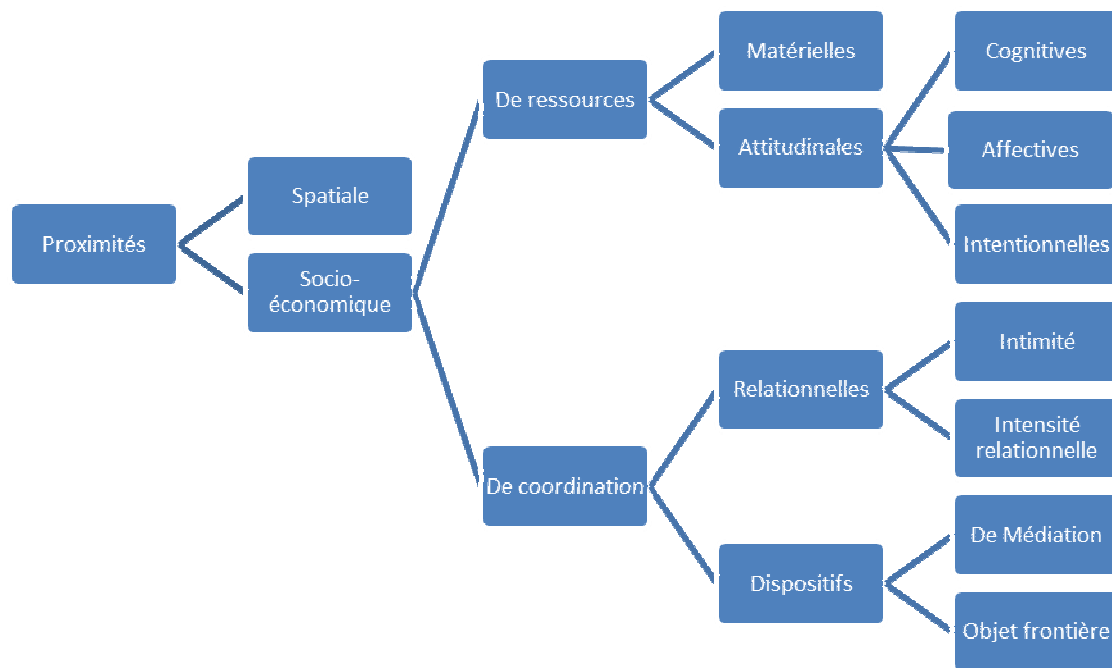 Proximités
Spatiale
Socio-
économique
De ressources
Matérielles
Attitudinales
Cognitives
Affectives
Intentionnelles
De coordination
Relationnelles
Intimité
Intensité
relationnelle
Dispositifs
De Médiation
Objet frontière